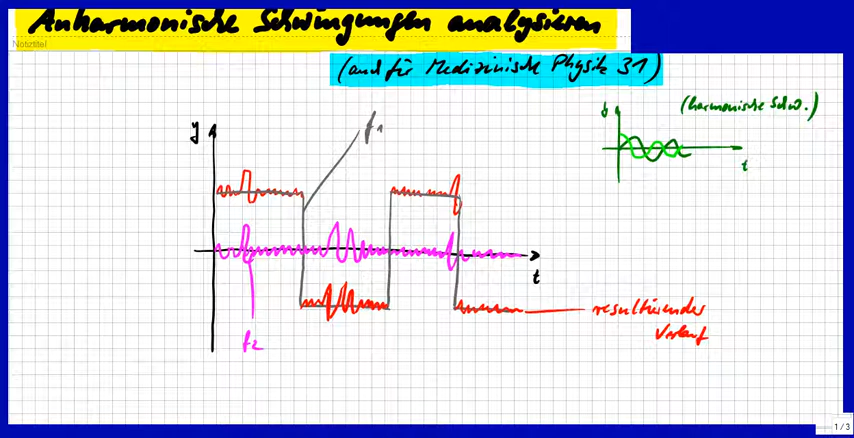 Anharmonische Schwingungen analysieren
Notiztitel
(auch für Medizinische Physik 31)
(harmonische Schw.)
y
t
y
f1
t
f2
resultierender
Verlauf
1 / 3